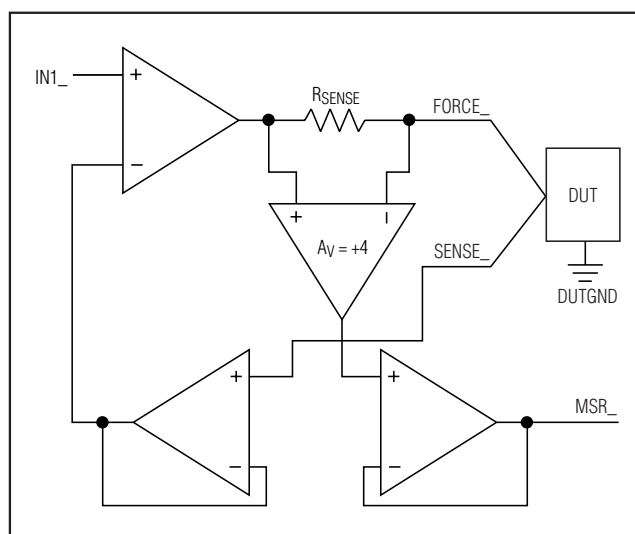 IN1_
+
−
RSENSE
FORCE_
+
−
AV = +4
DUT
SENSE_
DUTGND
+
−
+
−
MSR_